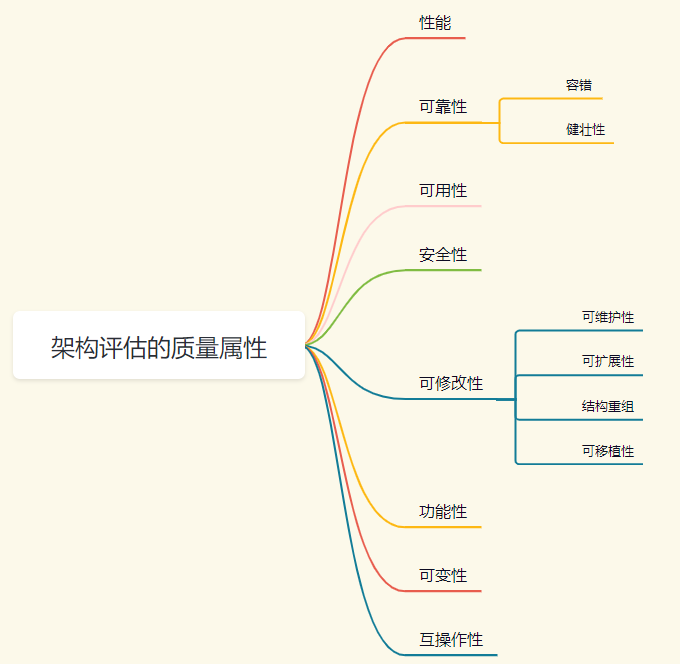 架构评估的质量属性
性能
可靠性
容错
健壮性
可用性
安全性
可修改性
可维护性
可扩展性
结构重组
可移植性
功能性
可变性
互操作性